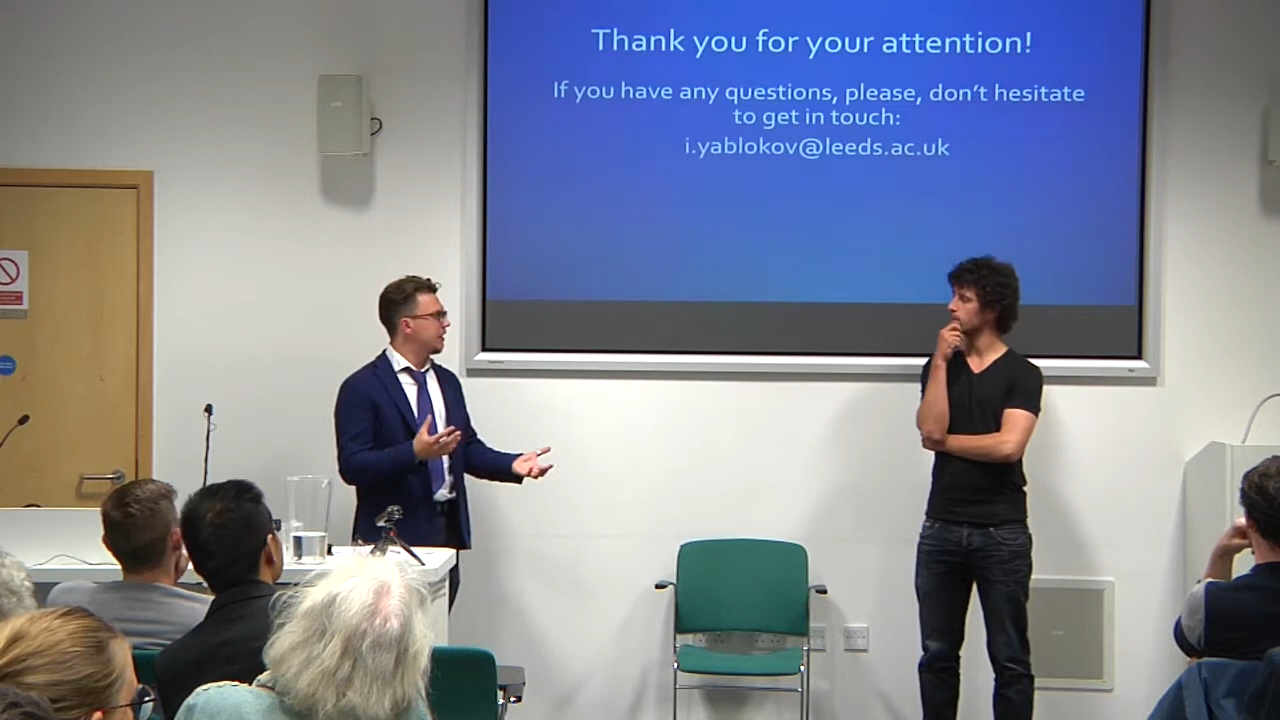 Thank you for your attention!
If you have any questions, please, don't hesitate
to get in touch:
i.yablokov@leeds.ac.uk